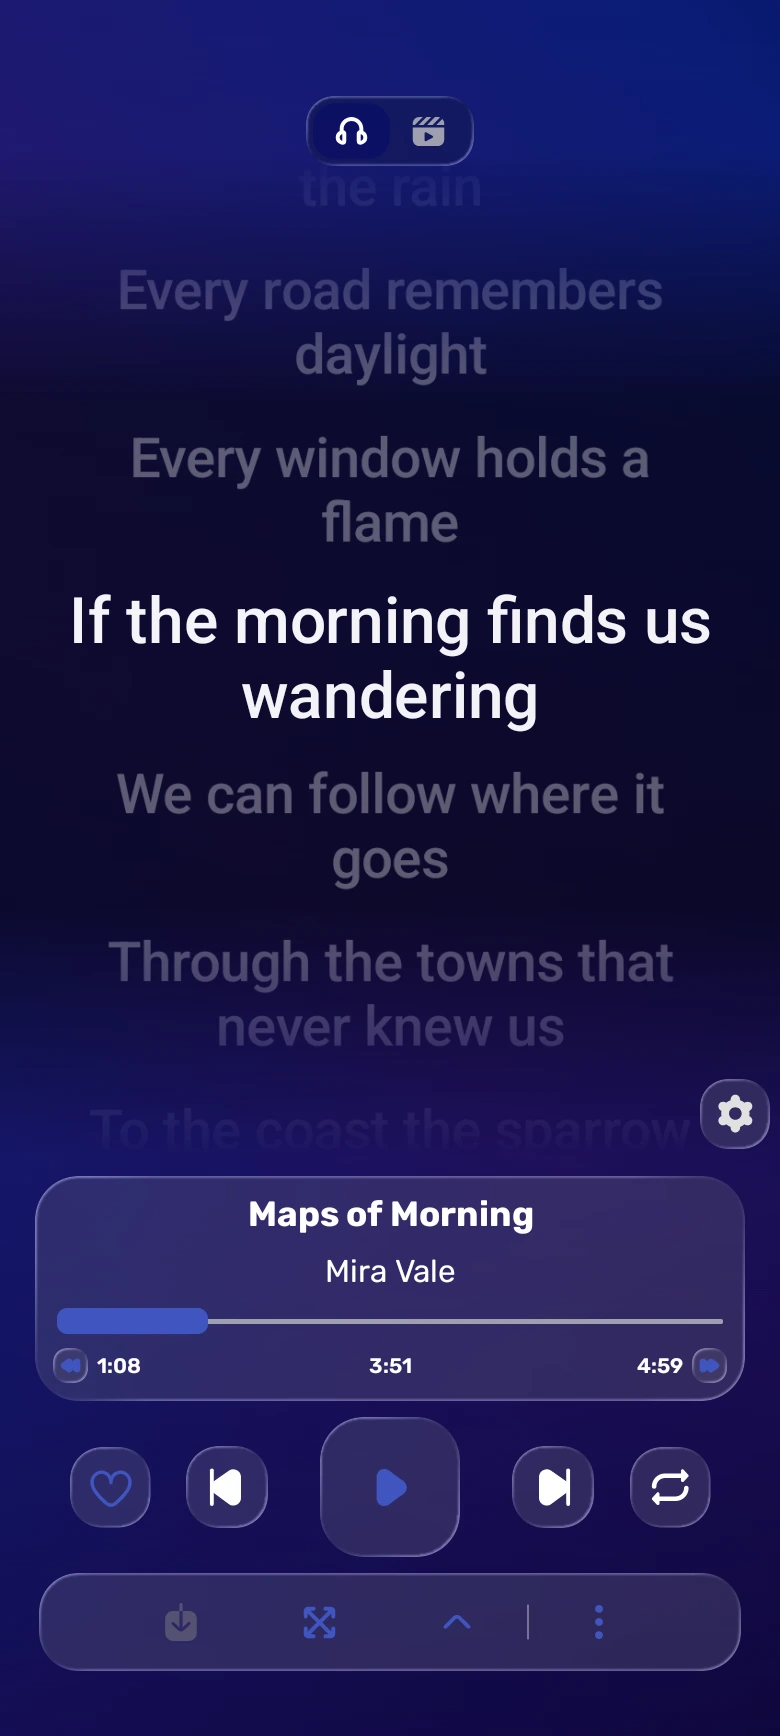 the rain
Every road remembers
daylight
Every window holds a
flame
If the morning finds us
wandering
We can follow where it
goes
Through the towns that
never knew us
To the coast the sparrow
Maps of Morning
Mira Vale
1:08 3:51 4:59